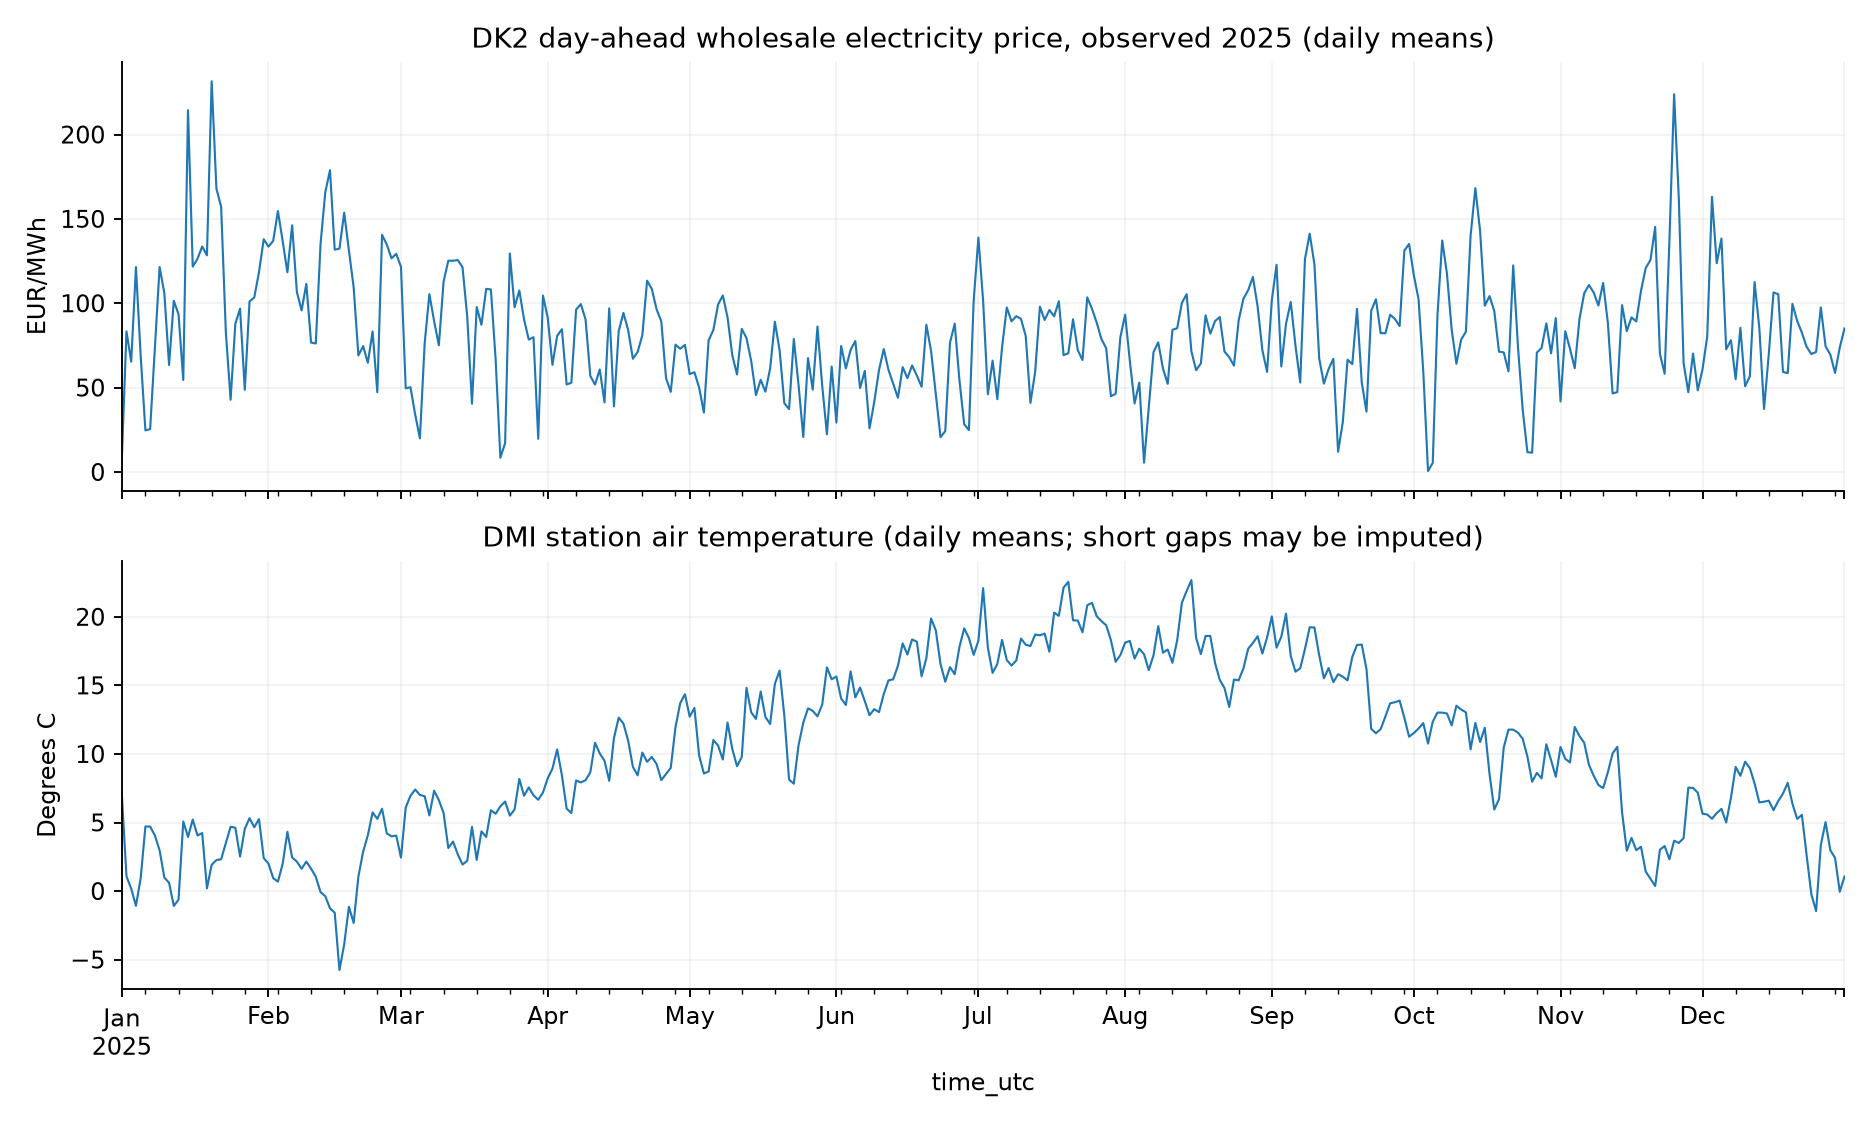 DK2 day-ahead wholesale electricity price, observed 2025 (daily means)
EUR/MWh
200
150
100
50
0
DMI station air temperature (daily means; short gaps may be imputed)
Degrees C
20
15
10
5
0
−5
Jan Feb Mar Apr May Jun Jul Aug Sep Oct Nov Dec
2025
time_utc